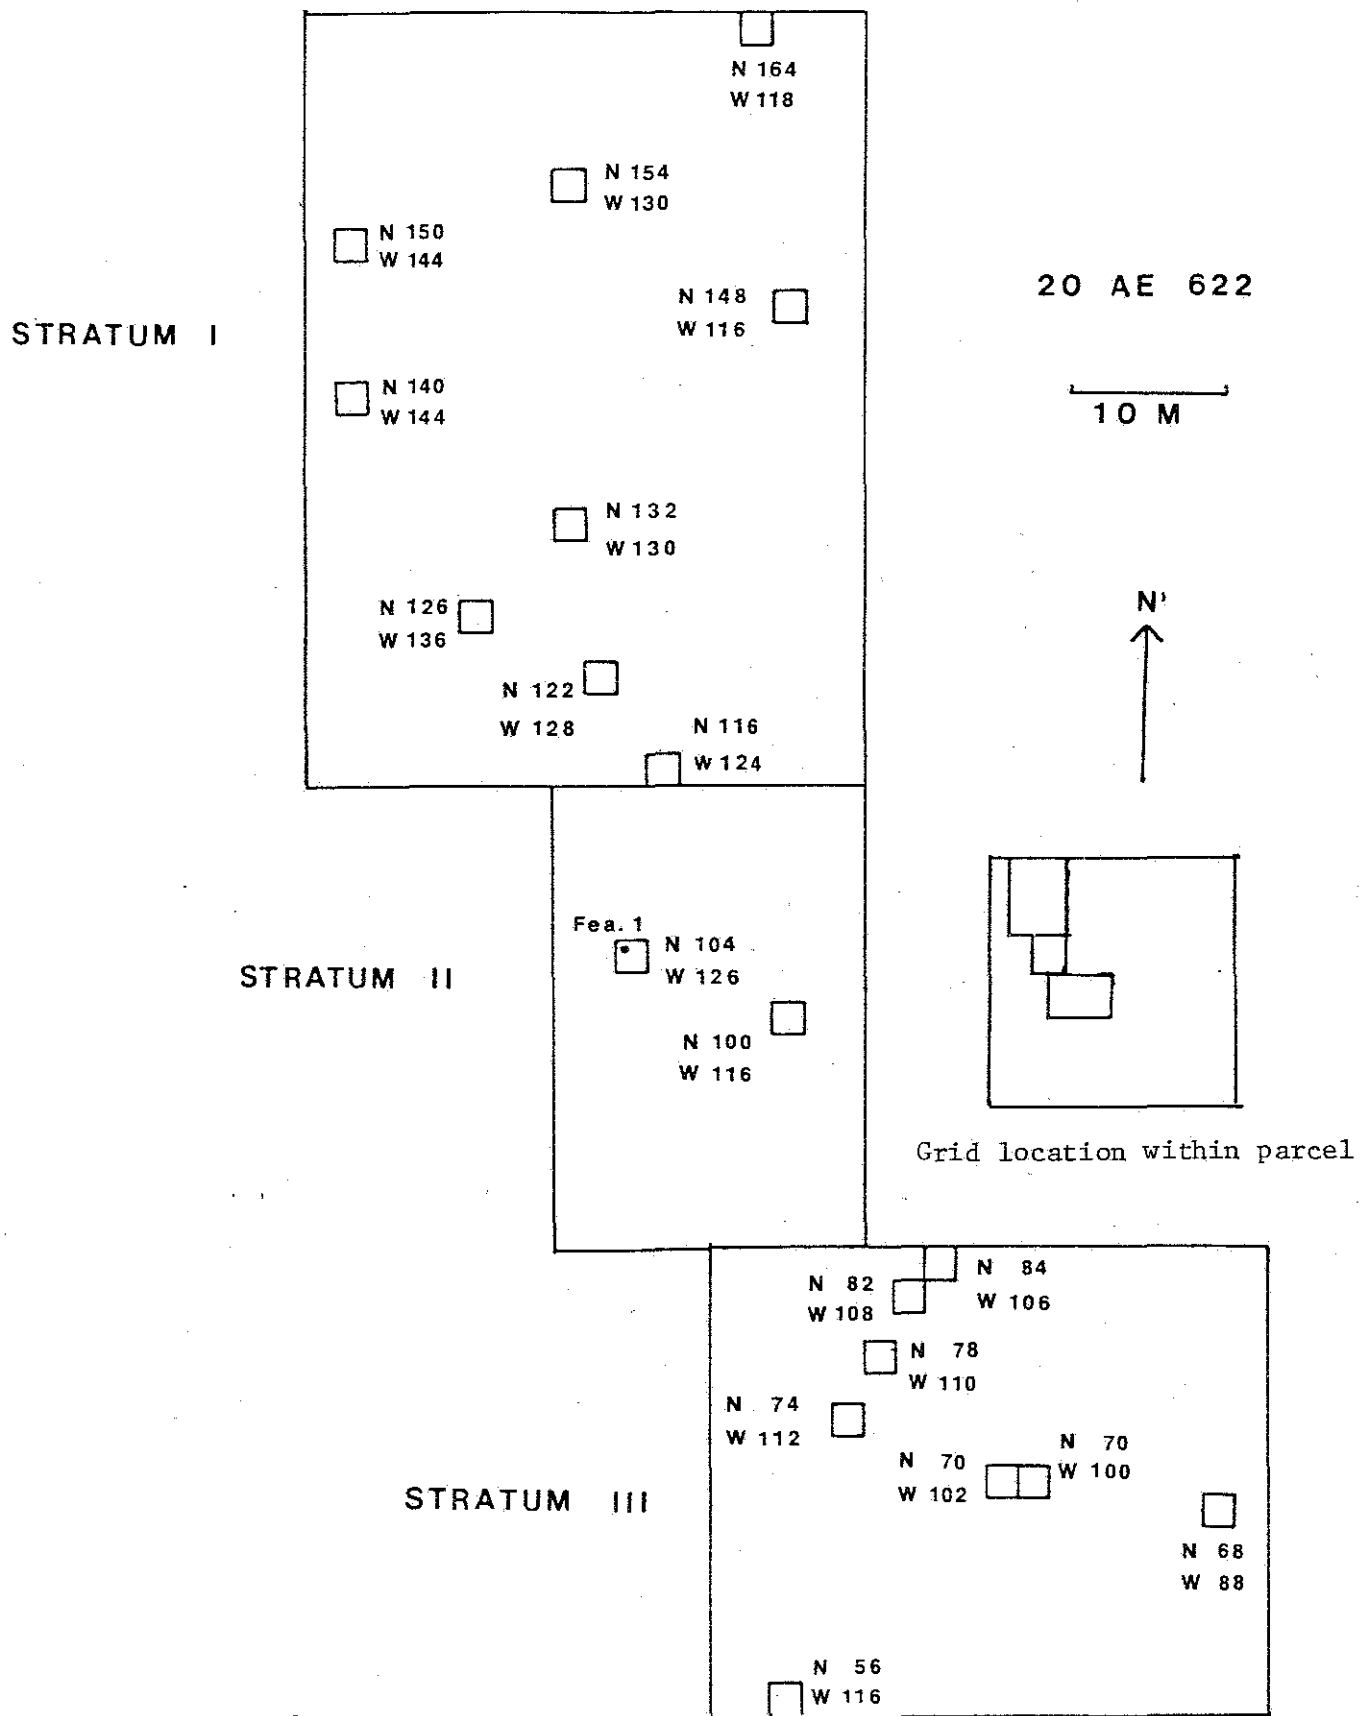 N 164
W 118
N 154
W 130
N 150
W 144
N 148
W 116
20 AE 622
STRATUM I
N 140
W 144
10 M
N 132
W 130
N 126
W 136
N
N 122
W 128
N 116
W 124
Fea. 1
N 104
W 126
STRATUM II
N 100
W 116
Grid location within parcel
N 82
W 108
N 84
W 106
N 78
W 110
N 74
W 112
N 70
W 102
N 70
W 100
STRATUM III
N 68
W 88
N 56
W 116